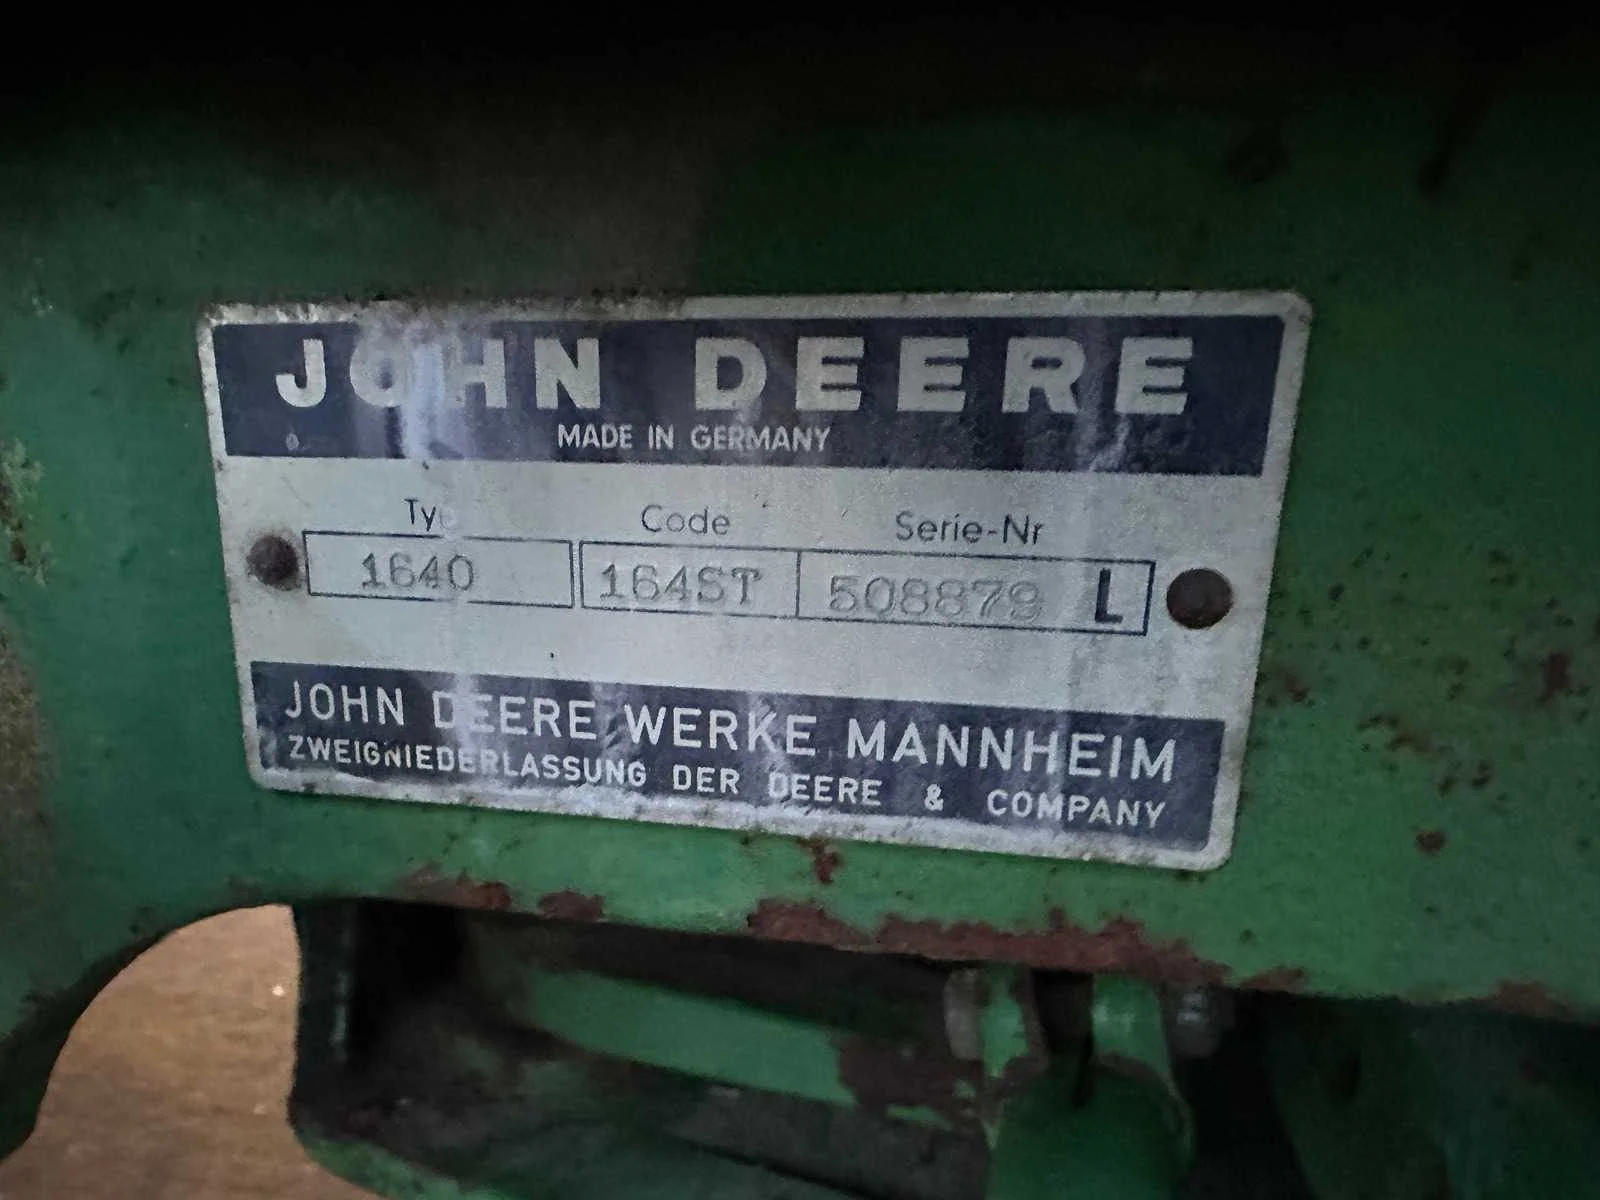 JOHN DEERE
MADE IN GERMANY
Typ Code Serie-Nr
1640 164ST 508879 L
JOHN DEERE WERKE MANNHEIM
ZWEIGNIEDERLASSUNG DER DEERE & COMPANY